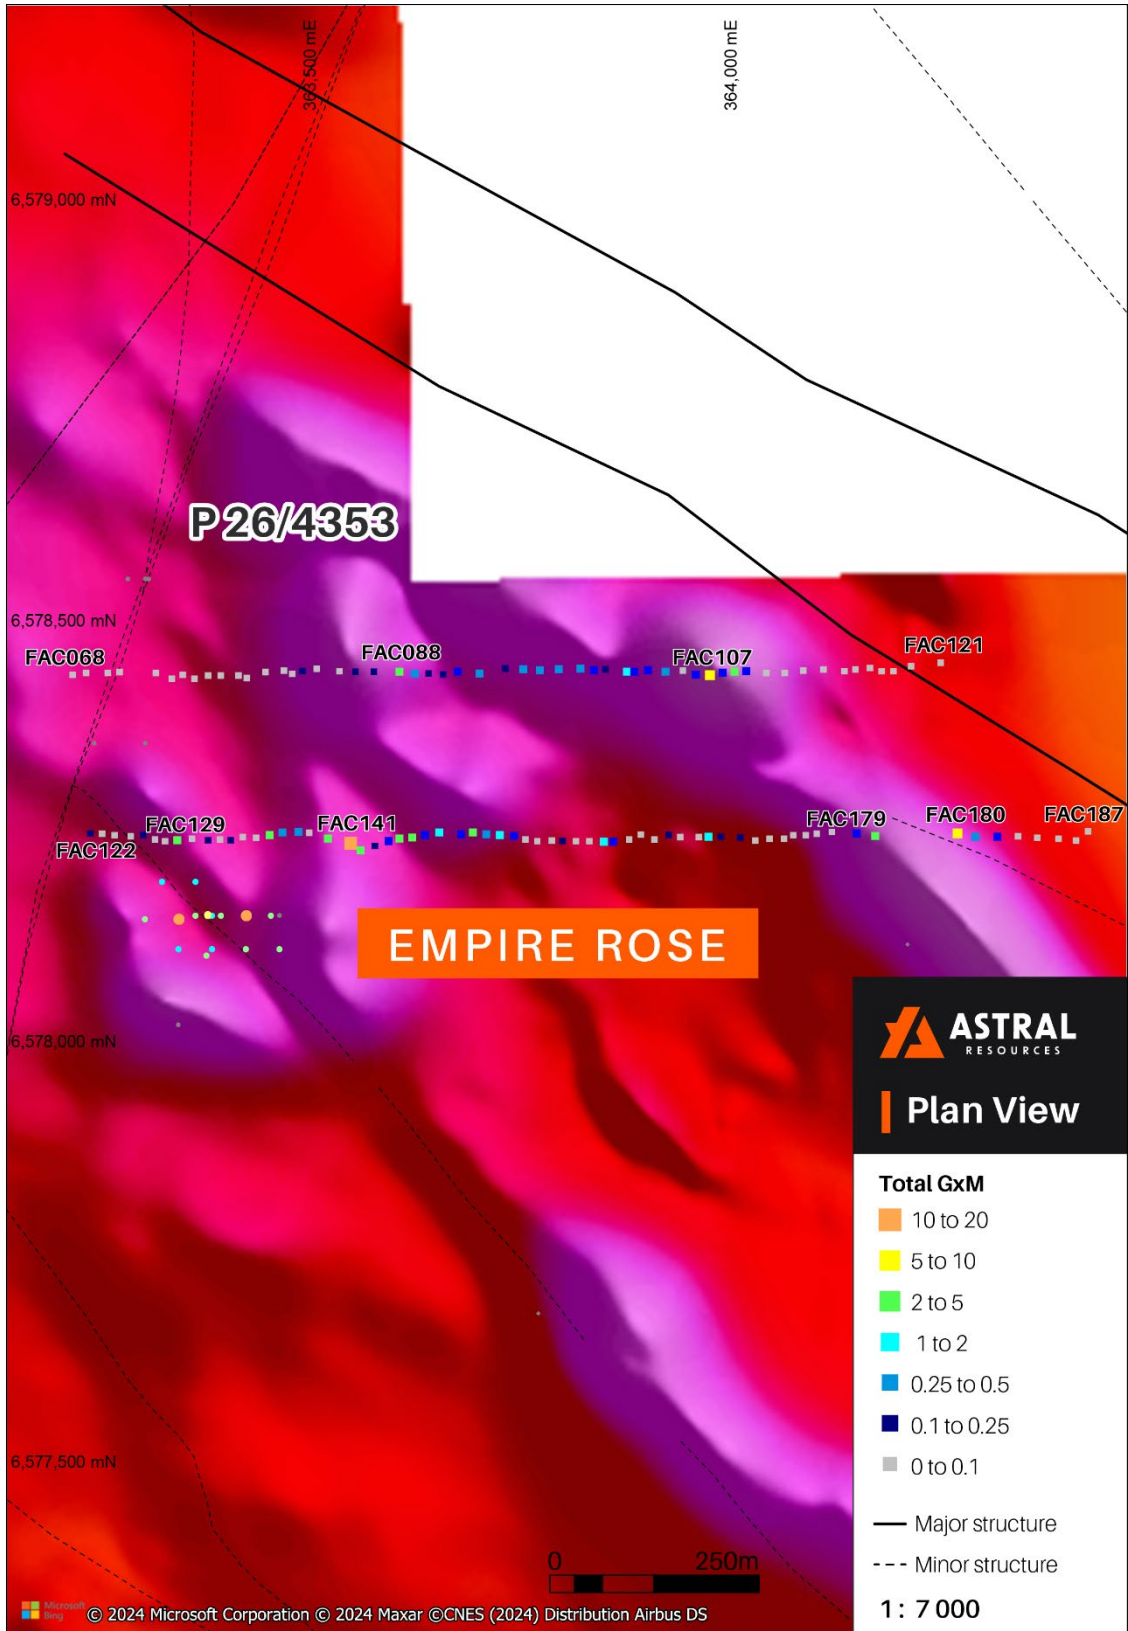 363,500 mE
364,000 mE
6,579,000 mN
P 26/4353
6,578,500 mN
FAC068
FAC088
FAC107
FAC121
FAC122
FAC129
FAC141
FAC179
FAC180
FAC187
EMPIRE ROSE
6,578,000 mN
6,577,500 mN
ASTRAL
RESOURCES
Plan View
Total GxM
10 to 20
5 to 10
2 to 5
1 to 2
0.25 to 0.5
0.1 to 0.25
0 to 0.1
Major structure
Minor structure
1: 7 000
0 250m
Microsoft
Bing
© 2024 Microsoft Corporation © 2024 Maxar ©CNES (2024) Distribution Airbus DS